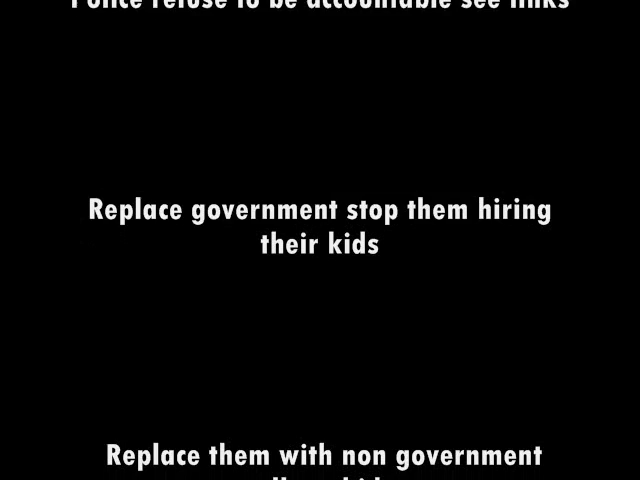 Police refuse to be accountable see links
Replace government stop them hiring
their kids
Replace them with non government